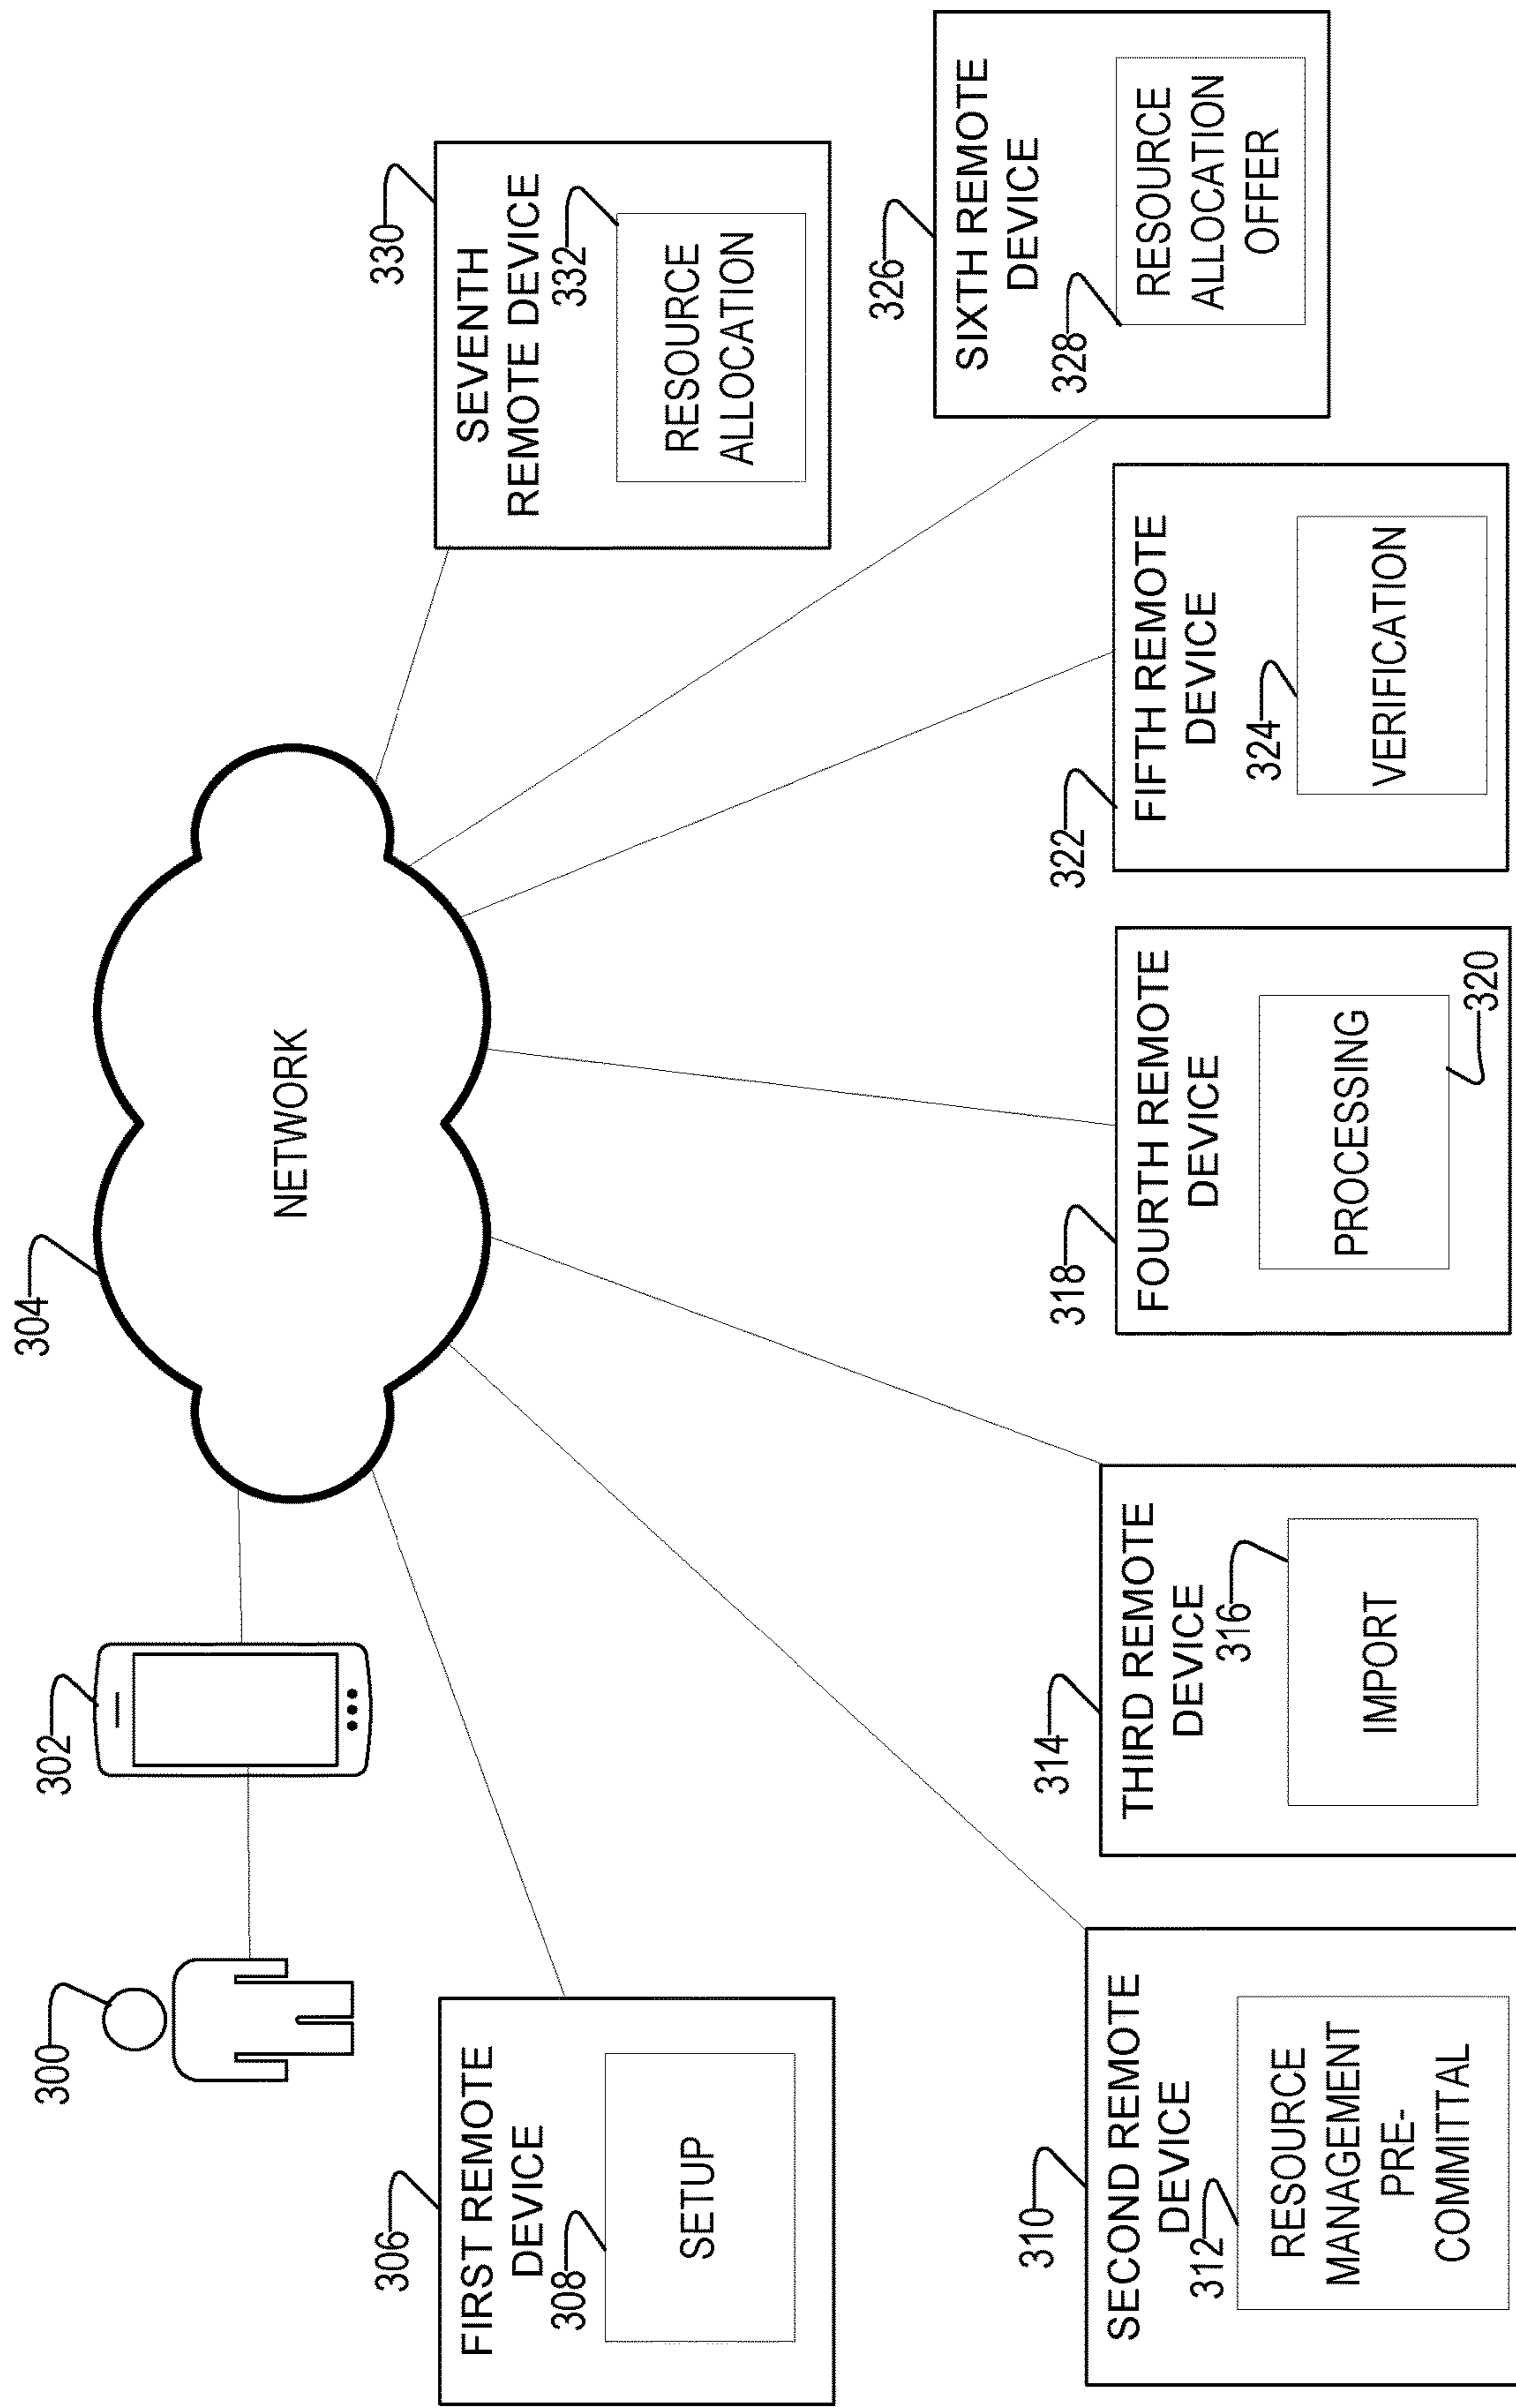 300
302
304
NETWORK
306
FIRST REMOTE
DEVICE
308
SETUP
310
SECOND REMOTE
DEVICE
312
RESOURCE
MANAGEMENT
PRE-
COMMITTAL
314
THIRD REMOTE
DEVICE
316
IMPORT
318
FOURTH REMOTE
DEVICE
PROCESSING
320
322
FIFTH REMOTE
DEVICE
324
VERIFICATION
326
SIXTH REMOTE
DEVICE
328
RESOURCE
ALLOCATION
OFFER
330
SEVENTH
REMOTE DEVICE
332
RESOURCE
ALLOCATION